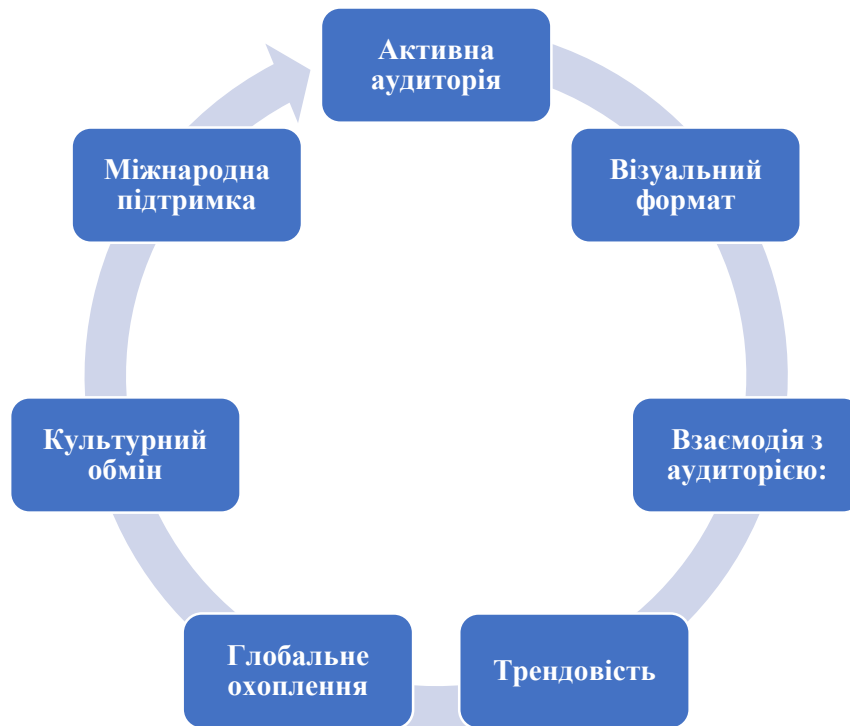 Активна
аудиторія
Візуальний
формат
Взаємодія з
аудиторією:
Трендовість
Глобальне
охоплення
Культурний
обмін
Міжнародна
підтримка